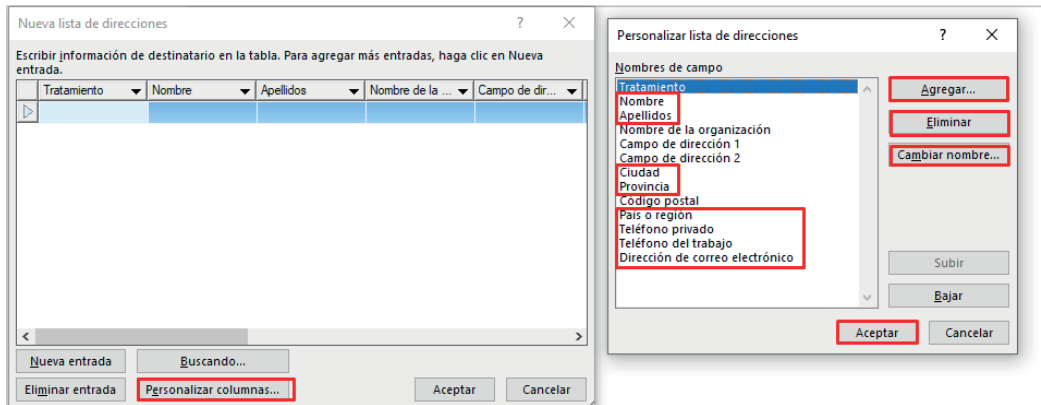 Nueva lista de direcciones ? ×
Escribir información de destinatario en la tabla. Para agregar más entradas, haga clic en Nueva
entrada.
Tratamiento Nombre Apellidos Nombre de la ... Campo de dir...
Nueva entrada Buscando...
Eliminar entrada Personalizar columnas... Aceptar Cancelar
Personalizar lista de direcciones ? ×
Nombres de campo
Tratamiento
Nombre
Apellidos
Nombre de la organización
Campo de dirección 1
Campo de dirección 2
Ciudad
Provincia
Código postal
País o región
Teléfono privado
Teléfono del trabajo
Dirección de correo electrónico
Agregar...
Eliminar
Cambiar nombre...
Subir
Bajar
Aceptar Cancelar